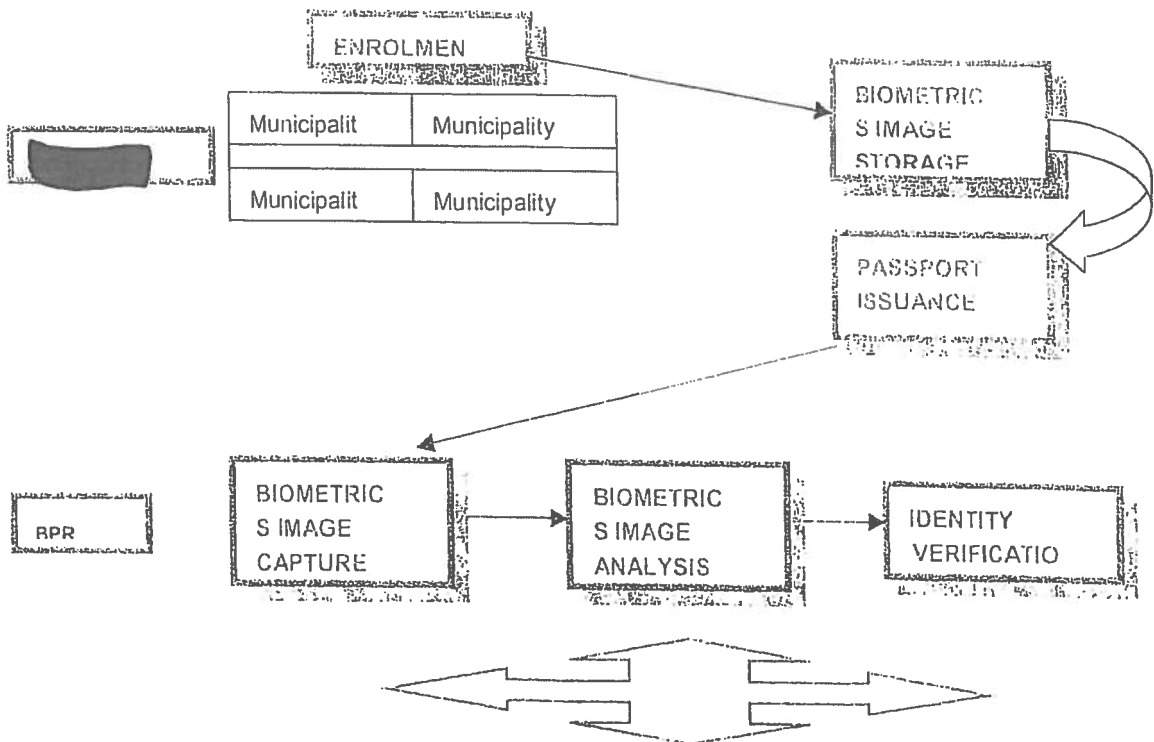 ENROLMEN
BIOMETRIC
S IMAGE
STORAGE
Municipalit Municipality
Municipalit Municipality
PASSPORT
ISSUANCE
BPR
BIOMETRIC
S IMAGE
CAPTURE
BIOMETRIC
S IMAGE
ANALYSIS
IDENTITY
VERIFICATIO